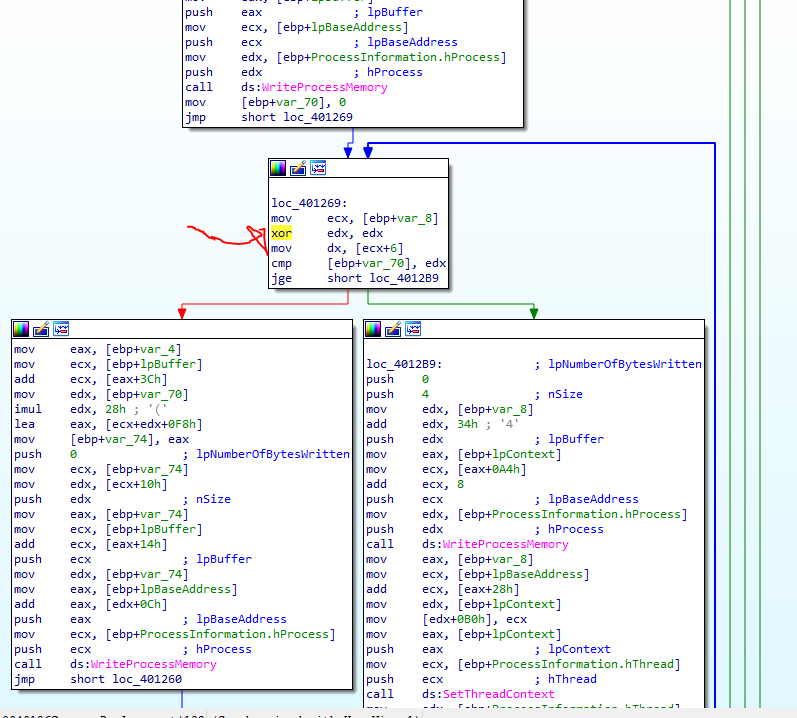 push eax ; lpBuffer
mov ecx, [ebp+lpBaseAddress]
push ecx ; lpBaseAddress
mov edx, [ebp+ProcessInformation.hProcess]
push edx ; hProcess
call ds:WriteProcessMemory
mov [ebp+var_70], 0
jmp short loc_401269
loc_401269:
mov ecx, [ebp+var_8]
xor edx, edx
mov dx, [ecx+6]
cmp [ebp+var_70], edx
jge short loc_4012B9
mov eax, [ebp+var_4]
mov ecx, [ebp+lpBuffer]
add ecx, [eax+3Ch]
mov edx, [ebp+var_70]
imul edx, 28h ; '('
lea eax, [ecx+edx+0F8h]
mov [ebp+var_74], eax
push 0 ; lpNumberOfBytesWritten
mov ecx, [ebp+var_74]
mov edx, [ecx+10h]
push edx ; nSize
mov eax, [ebp+var_74]
mov ecx, [ebp+lpBuffer]
add ecx, [eax+14h]
push ecx ; lpBuffer
mov edx, [ebp+var_74]
mov eax, [ebp+lpBaseAddress]
add eax, [edx+0Ch]
push eax ; lpBaseAddress
mov ecx, [ebp+ProcessInformation.hProcess]
push ecx ; hProcess
call ds:WriteProcessMemory
jmp short loc_401260
loc_4012B9: ; lpNumberOfBytesWritten
push 0
push 4 ; nSize
mov edx, [ebp+var_8]
add edx, 34h ; '4'
push edx ; lpBuffer
mov eax, [ebp+lpContext]
mov ecx, [eax+0A4h]
add ecx, 8
push ecx ; lpBaseAddress
mov edx, [ebp+ProcessInformation.hProcess]
push edx ; hProcess
call ds:WriteProcessMemory
mov eax, [ebp+var_8]
mov ecx, [ebp+lpBaseAddress]
add ecx, [eax+28h]
mov edx, [ebp+lpContext]
mov [edx+0B0h], ecx
mov eax, [ebp+lpContext]
push eax ; lpContext
mov ecx, [ebp+ProcessInformation.hThread]
push ecx ; hThread
call ds:SetThreadContext